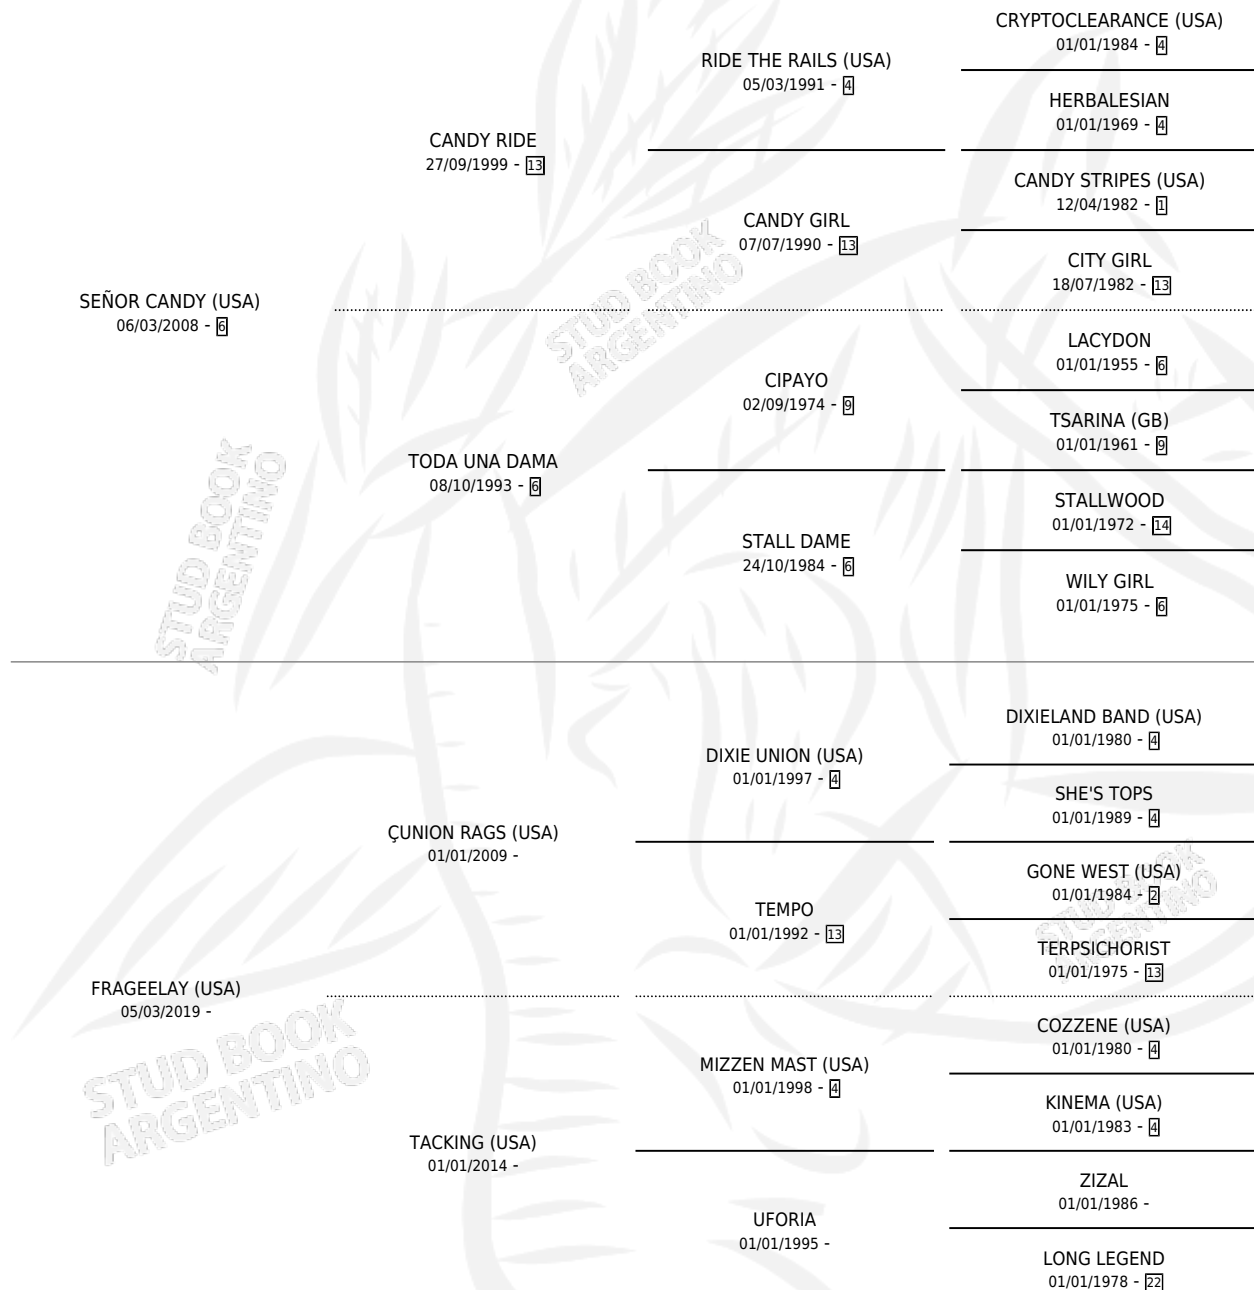 CRYPTOCLEARANCE (USA)
01/01/1984 - 4
RIDE THE RAILS (USA)
05/03/1991 - 4
HERBALESIAN
01/01/1969 - 4
CANDY RIDE
27/09/1999 - 13
CANDY STRIPES (USA)
12/04/1982 - 1
CANDY GIRL
07/07/1990 - 13
CITY GIRL
18/07/1982 - 13
SEÑOR CANDY (USA)
06/03/2008 - 6
LACYDON
01/01/1955 - 6
CIPAYO
02/09/1974 - 9
TSARINA (GB)
01/01/1961 - 9
TODA UNA DAMA
08/10/1993 - 6
STALLWOOD
01/01/1972 - 14
STALL DAME
24/10/1984 - 6
WILY GIRL
01/01/1975 - 6
STUD BOOK
ARGENTINO
STUD BOOK
ARGENTINO
DIXIELAND BAND (USA)
01/01/1980 - 4
DIXIE UNION (USA)
01/01/1997 - 4
SHE'S TOPS
01/01/1989 - 4
ÇUNION RAGS (USA)
01/01/2009 -
GONE WEST (USA)
01/01/1984 - 2
TEMPO
01/01/1992 - 13
TERPSICHORIST
01/01/1975 - 13
FRAGEELAY (USA)
05/03/2019 -
COZZENE (USA)
01/01/1980 - 4
MIZZEN MAST (USA)
01/01/1998 - 4
KINEMA (USA)
01/01/1983 - 4
TACKING (USA)
01/01/2014 -
ZIZAL
01/01/1986 -
UFORIA
01/01/1995 -
LONG LEGEND
01/01/1978 - 22
STUD BOOK
ARGENTINO
STUD BOOK
ARGENTINO